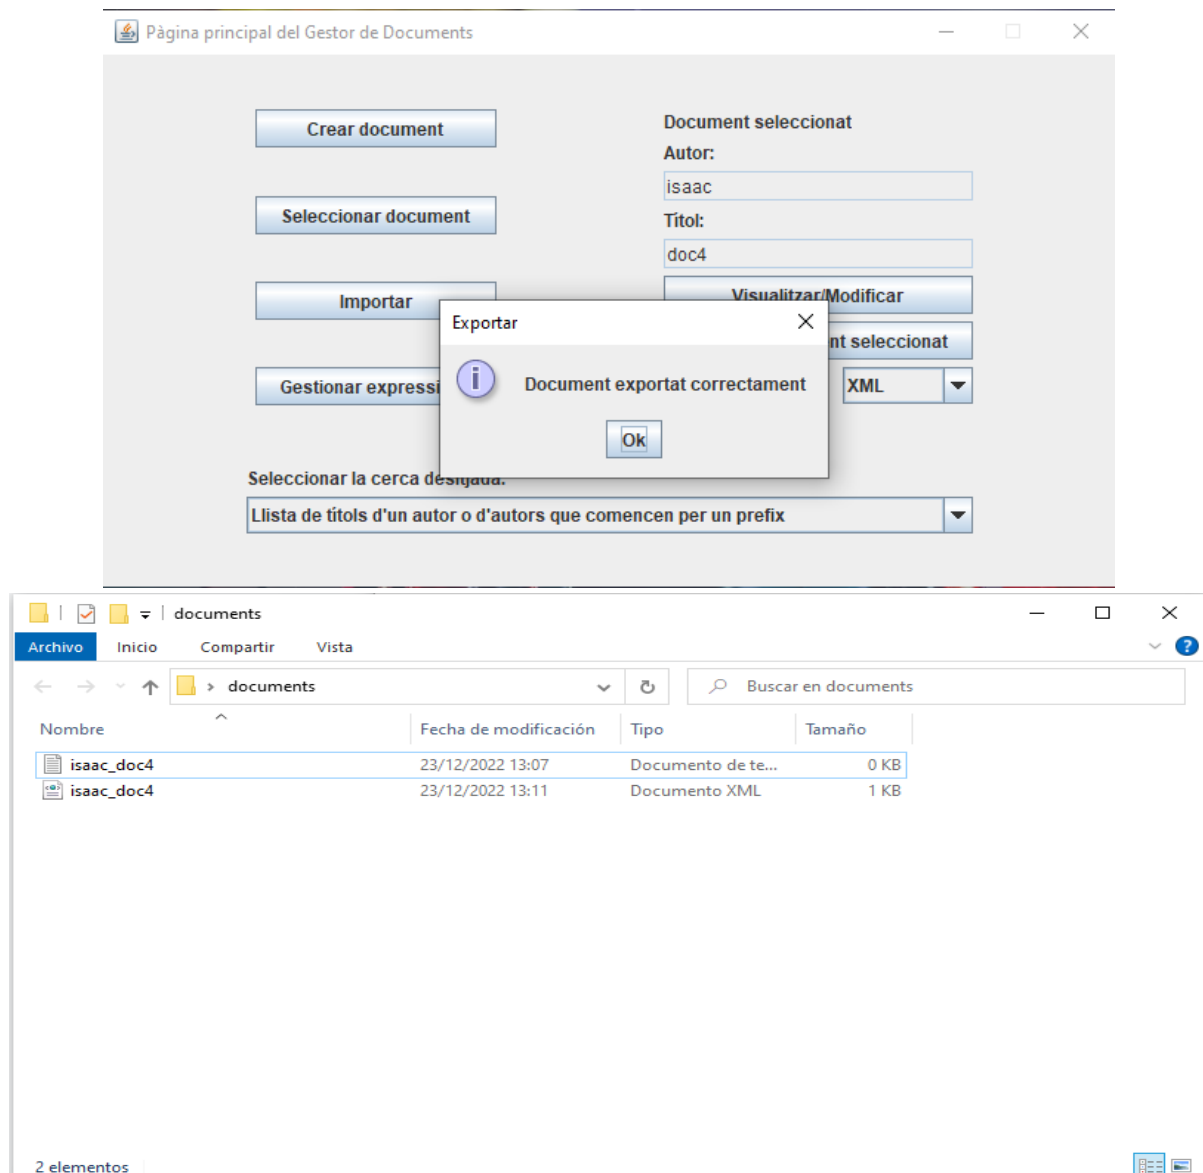 Pàgina principal del Gestor de Documents
Crear document
Document seleccionat
Autor:
isaac
Seleccionar document
Títol:
doc4
Importar
Visualitzar/Modificar
Exportar
seleccionat
Gestionar
Document exportat correctament
XML
Ok
Seleccionar la cerca desitjada:
Llista de títols d'un autor o d'autors que comencen per un prefix
documents
Archivo Inicio Compartir Vista
documents
Buscar en documents
Nombre Fecha de modificación Tipo Tamaño
isaac_doc4 23/12/2022 13:07 Documento de te... 0 KB
isaac_doc4 23/12/2022 13:11 Documento XML 1 KB
2 elementos